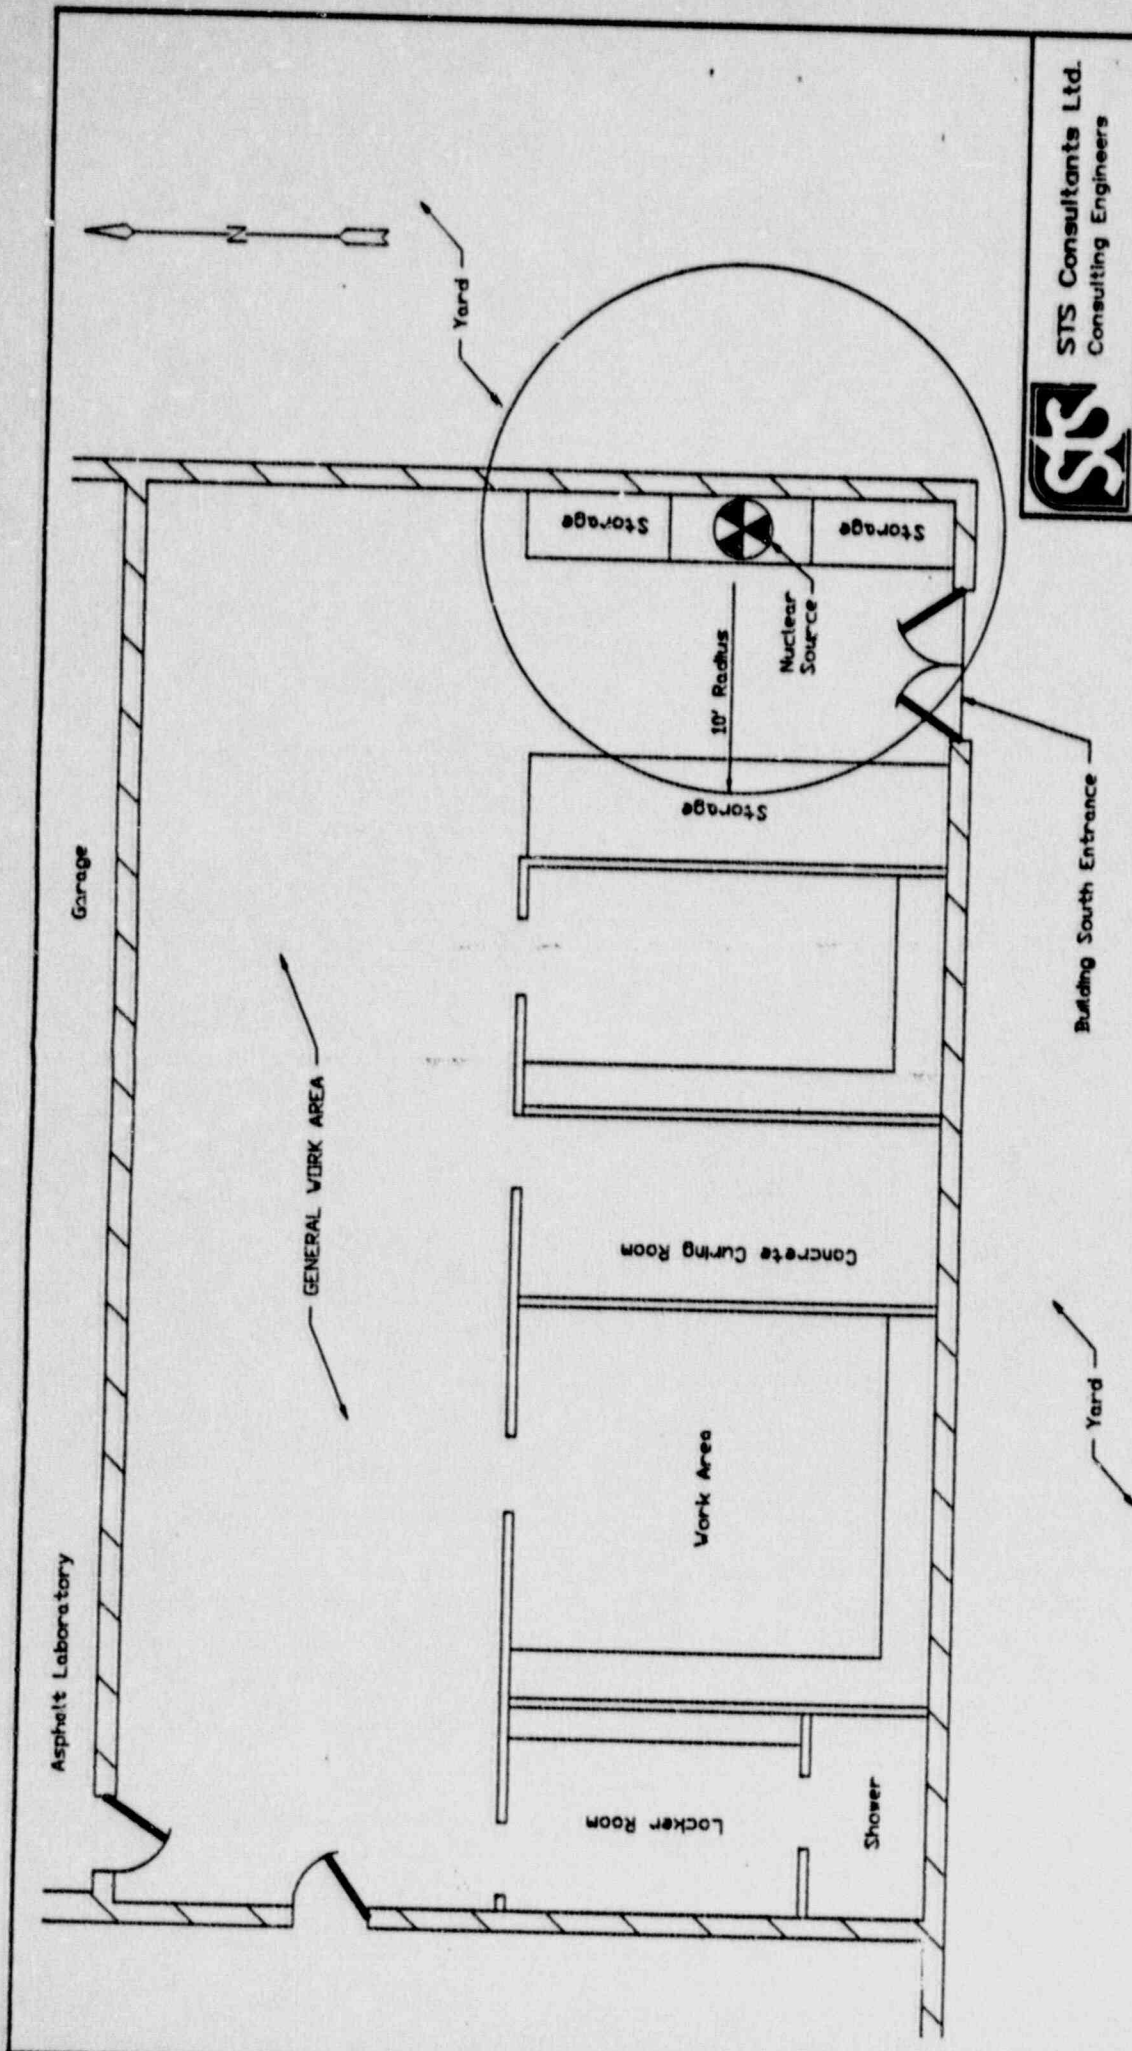 Asphalt Laboratory
Garage
GENERAL WORK AREA
N
Yard
Locker Room
Shower
Work Area
Concrete Curing Room
Storage
10' Radius
Nuclear
Source
Storage
Storage
Building South Entrance
Yard
STS
STS Consultants Ltd.
Consulting Engineers